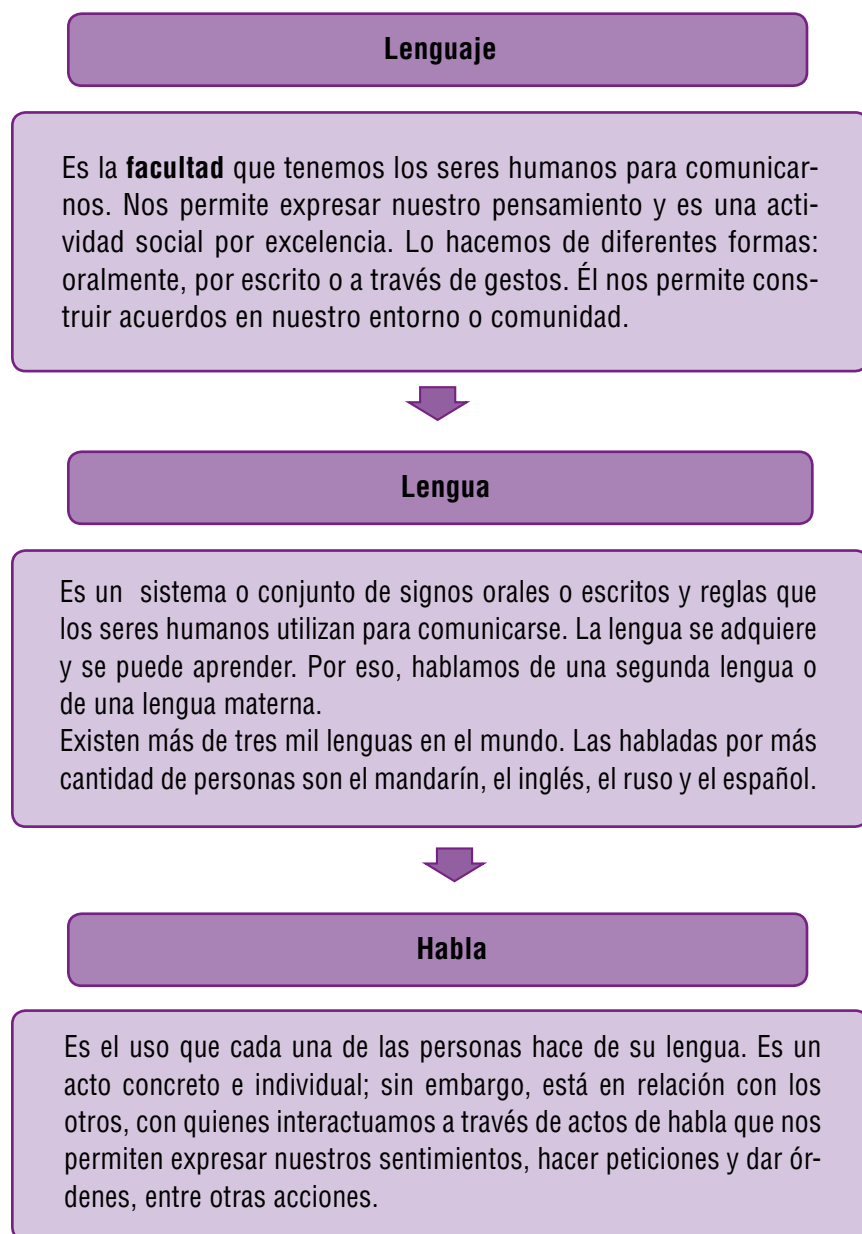 Lenguaje
Es la facultad que tenemos los seres humanos para comunicar-
nos. Nos permite expresar nuestro pensamiento y es una acti-
vidad social por excelencia. Lo hacemos de diferentes formas:
oralmente, por escrito o a través de gestos. Él nos permite cons-
truir acuerdos en nuestro entorno o comunidad.
Lengua
Es un sistema o conjunto de signos orales o escritos y reglas que
los seres humanos utilizan para comunicarse. La lengua se adquiere
y se puede aprender. Por eso, hablamos de una segunda lengua o
de una lengua materna.
Existen más de tres mil lenguas en el mundo. Las habladas por más
cantidad de personas son el mandarín, el inglés, el ruso y el español.
Habla
Es el uso que cada una de las personas hace de su lengua. Es un
acto concreto e individual; sin embargo, está en relación con los
otros, con quienes interactuamos a través de actos de habla que nos
permiten expresar nuestros sentimientos, hacer peticiones y dar ór-
denes, entre otras acciones.